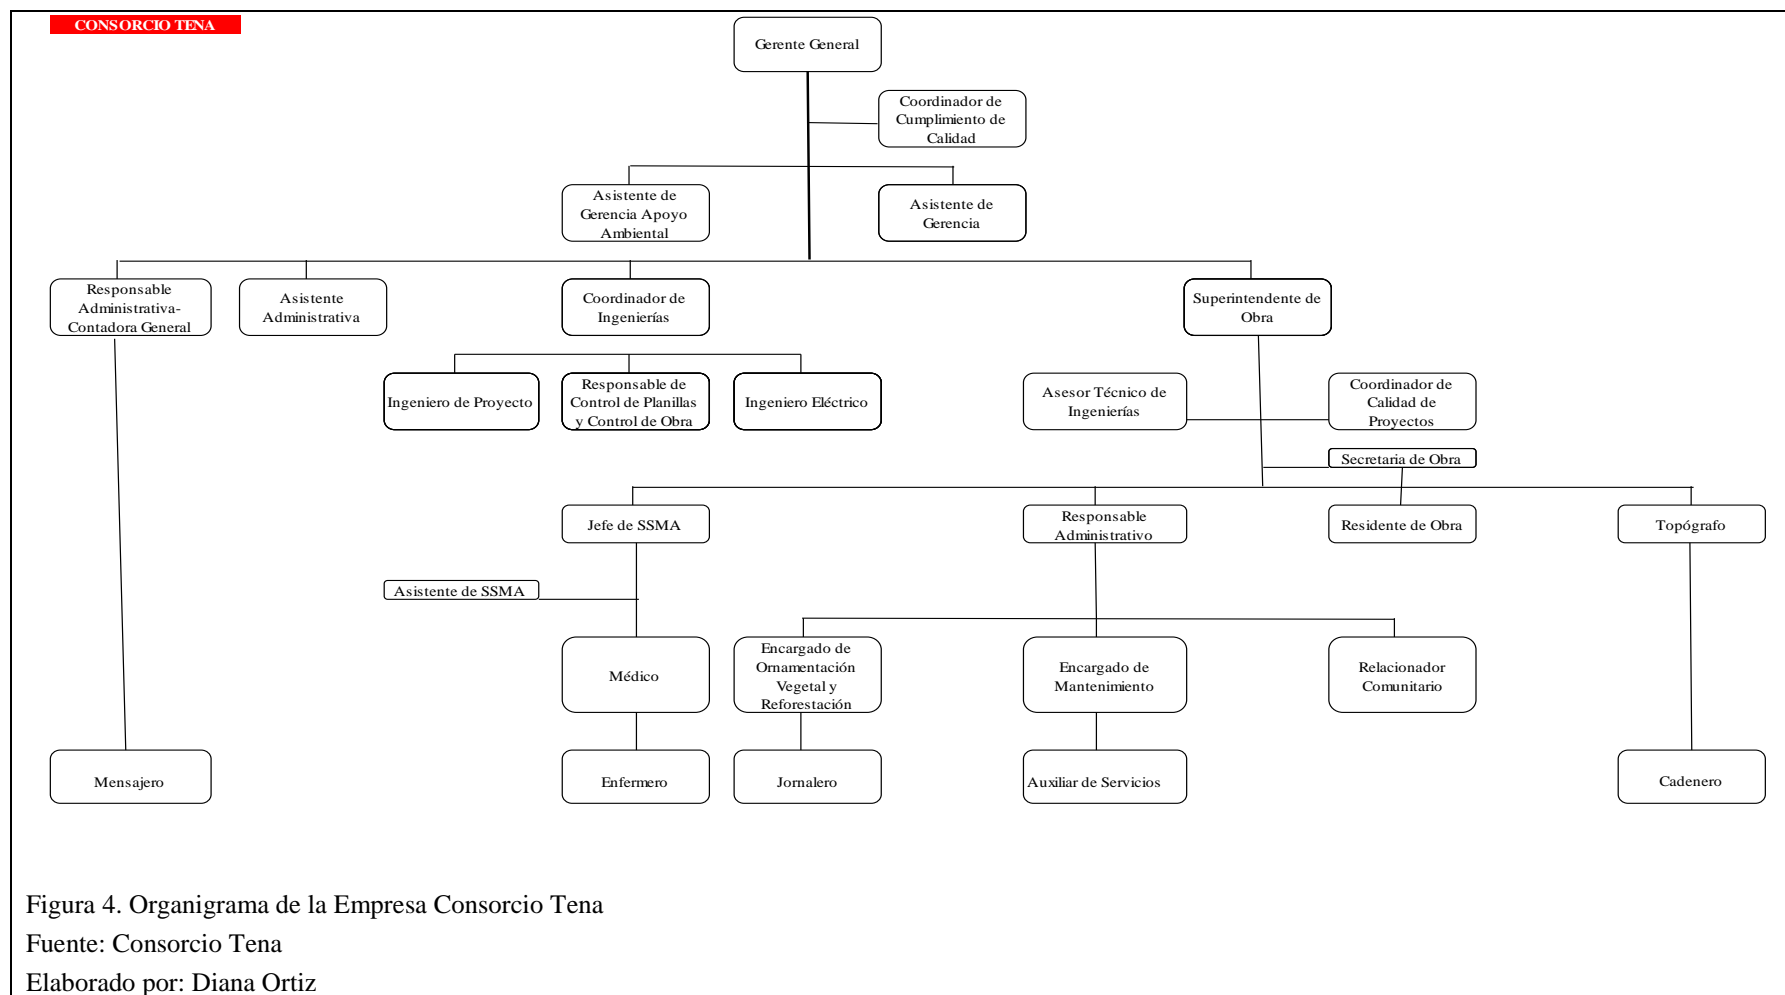 CONSORCIO TENA
Gerente General
Coordinador de
Cumplimiento de
Calidad
Asistente de
Gerencia Apoyo
Ambiental
Asistente de
Gerencia
Responsable
Administrativa-
Contadora General
Asistente
Administrativa
Coordinador de
Ingenierías
Superintendente de
Obra
Ingeniero de Proyecto
Responsable de
Control de Planillas
y Control de Obra
Ingeniero Eléctrico
Asesor Técnico de
Ingenierías
Coordinador de
Calidad de
Proyectos
Secretaria de Obra
Jefe de SSMA
Responsable
Administrativo
Residente de Obra
Topógrafo
Asistente de SSMA
Médico
Encargado de
Ornamentación
Vegetal y
Reforestación
Encargado de
Mantenimiento
Relacionador
Comunitario
Mensajero
Enfermero
Jornalero
Auxiliar de Servicios
Cadenero
Figura 4. Organigrama de la Empresa Consorcio Tena
Fuente: Consorcio Tena
Elaborado por: Diana Ortiz